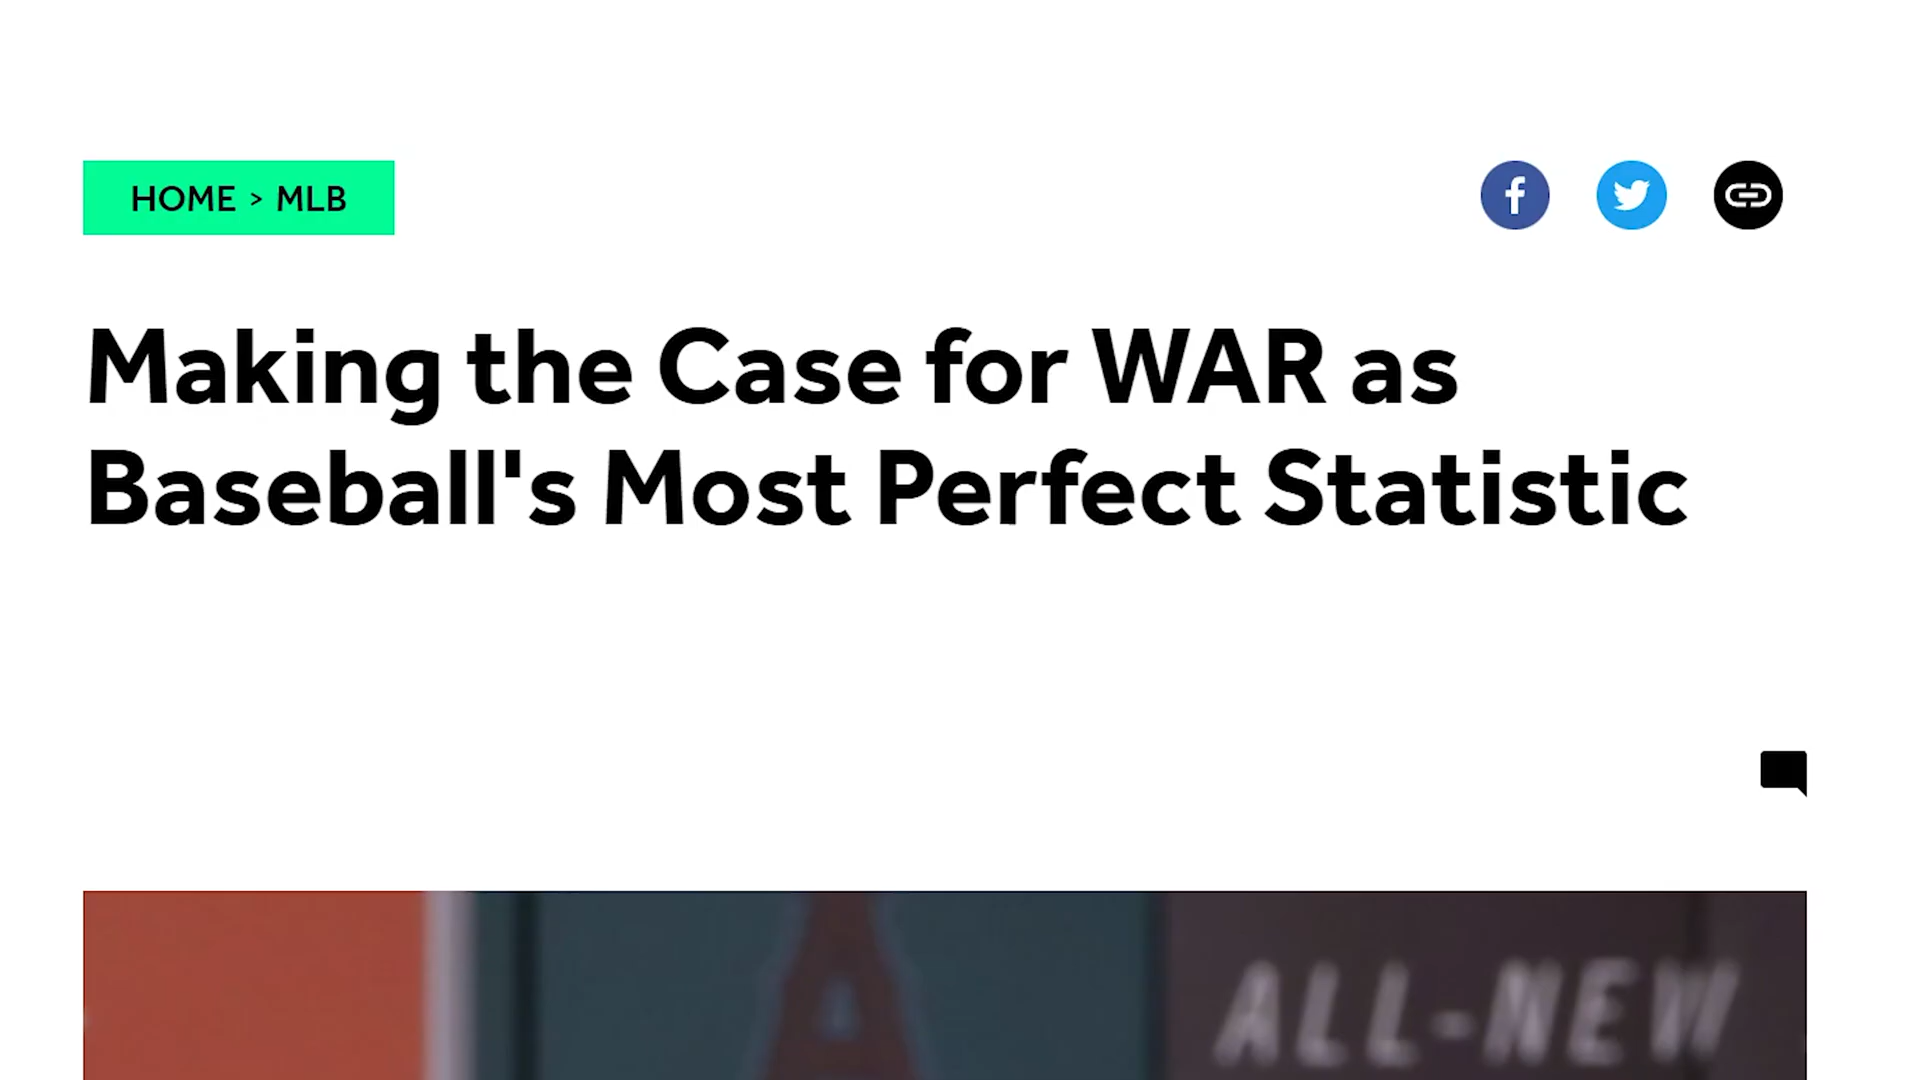 HOME > MLB
Making the Case for WAR as
Baseball's Most Perfect Statistic
ALL-NEW